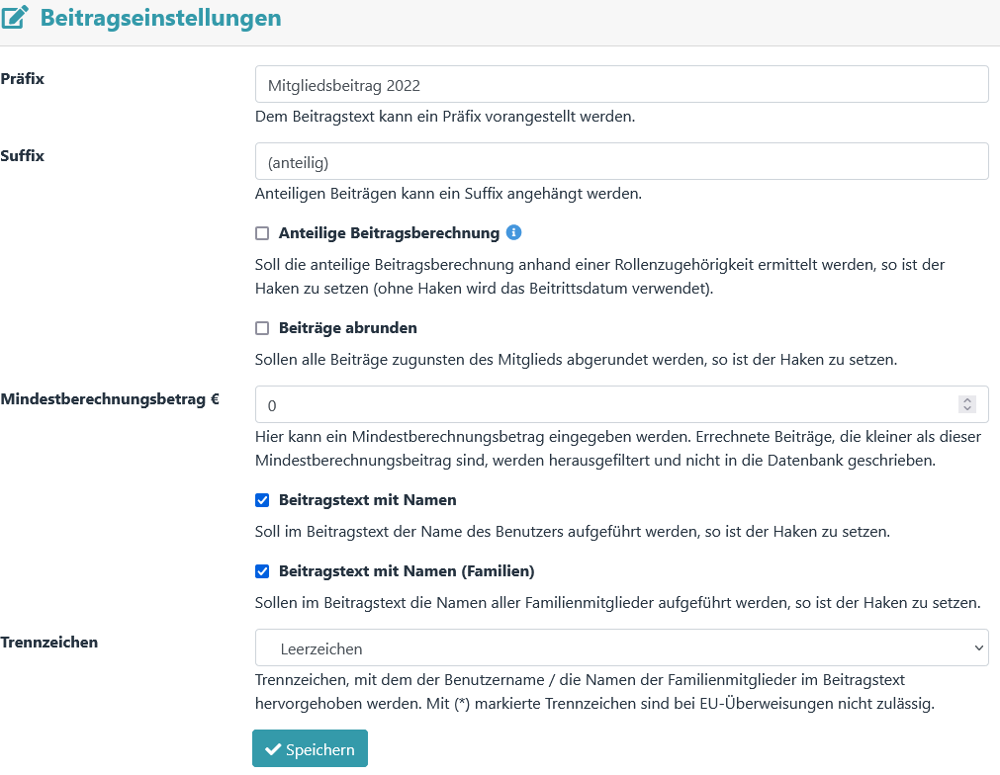 Beitragseinstellungen
Präfix
Mitgliedsbeitrag 2022
Dem Beitragstext kann ein Präfix vorangestellt werden.
Suffix
(anteilig)
Anteiligen Beiträgen kann ein Suffix angehängt werden.
Anteilige Beitragsberechnung
Soll die anteilige Beitragsberechnung anhand einer Rollenzugehörigkeit ermittelt werden, so ist der
Haken zu setzen (ohne Haken wird das Beitrittsdatum verwendet).
Beiträge abrunden
Sollen alle Beiträge zugunsten des Mitglieds abgerundet werden, so ist der Haken zu setzen.
Mindestberechnungsbetrag €
0
Hier kann ein Mindestberechnungsbetrag eingegeben werden. Errechnete Beiträge, die kleiner als dieser
Mindestberechnungsbeitrag sind, werden herausgefiltert und nicht in die Datenbank geschrieben.
Beitragstext mit Namen
Soll im Beitragstext der Name des Benutzers aufgeführt werden, so ist der Haken zu setzen.
Beitragstext mit Namen (Familien)
Sollen im Beitragstext die Namen aller Familienmitglieder aufgeführt werden, so ist der Haken zu setzen.
Trennzeichen
Leerzeichen
Trennzeichen, mit dem der Benutzername / die Namen der Familienmitglieder im Beitragstext
hervorgehoben werden. Mit (*) markierte Trennzeichen sind bei EU-Überweisungen nicht zulässig.
Speichern